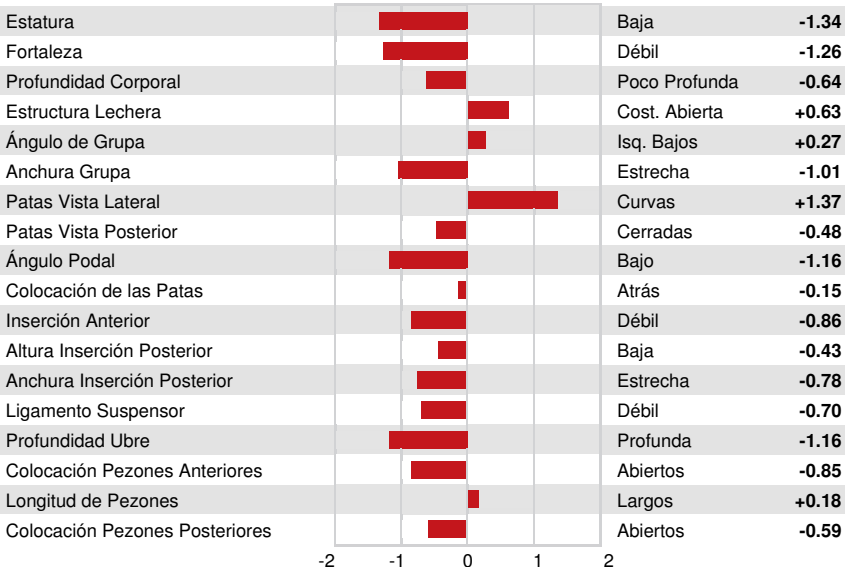 Estatura Baja -1.34
Fortaleza Débil -1.26
Profundidad Corporal Poco Profunda -0.64
Estructura Lechera Cost. Abierta +0.63
Ángulo de Grupa Isq. Bajos +0.27
Anchura Grupa Estrecha -1.01
Patas Vista Lateral Curvas +1.37
Patas Vista Posterior Cerradas -0.48
Ángulo Podal Bajo -1.16
Colocación de las Patas Atrás -0.15
Inserción Anterior Débil -0.86
Altura Inserción Posterior Baja -0.43
Anchura Inserción Posterior Estrecha -0.78
Ligamento Suspensor Débil -0.70
Profundidad Ubre Profunda -1.16
Colocación Pezones Anteriores Abiertos -0.85
Longitud de Pezones Largos +0.18
Colocación Pezones Posteriores Abiertos -0.59
-2 -1 0 1 2